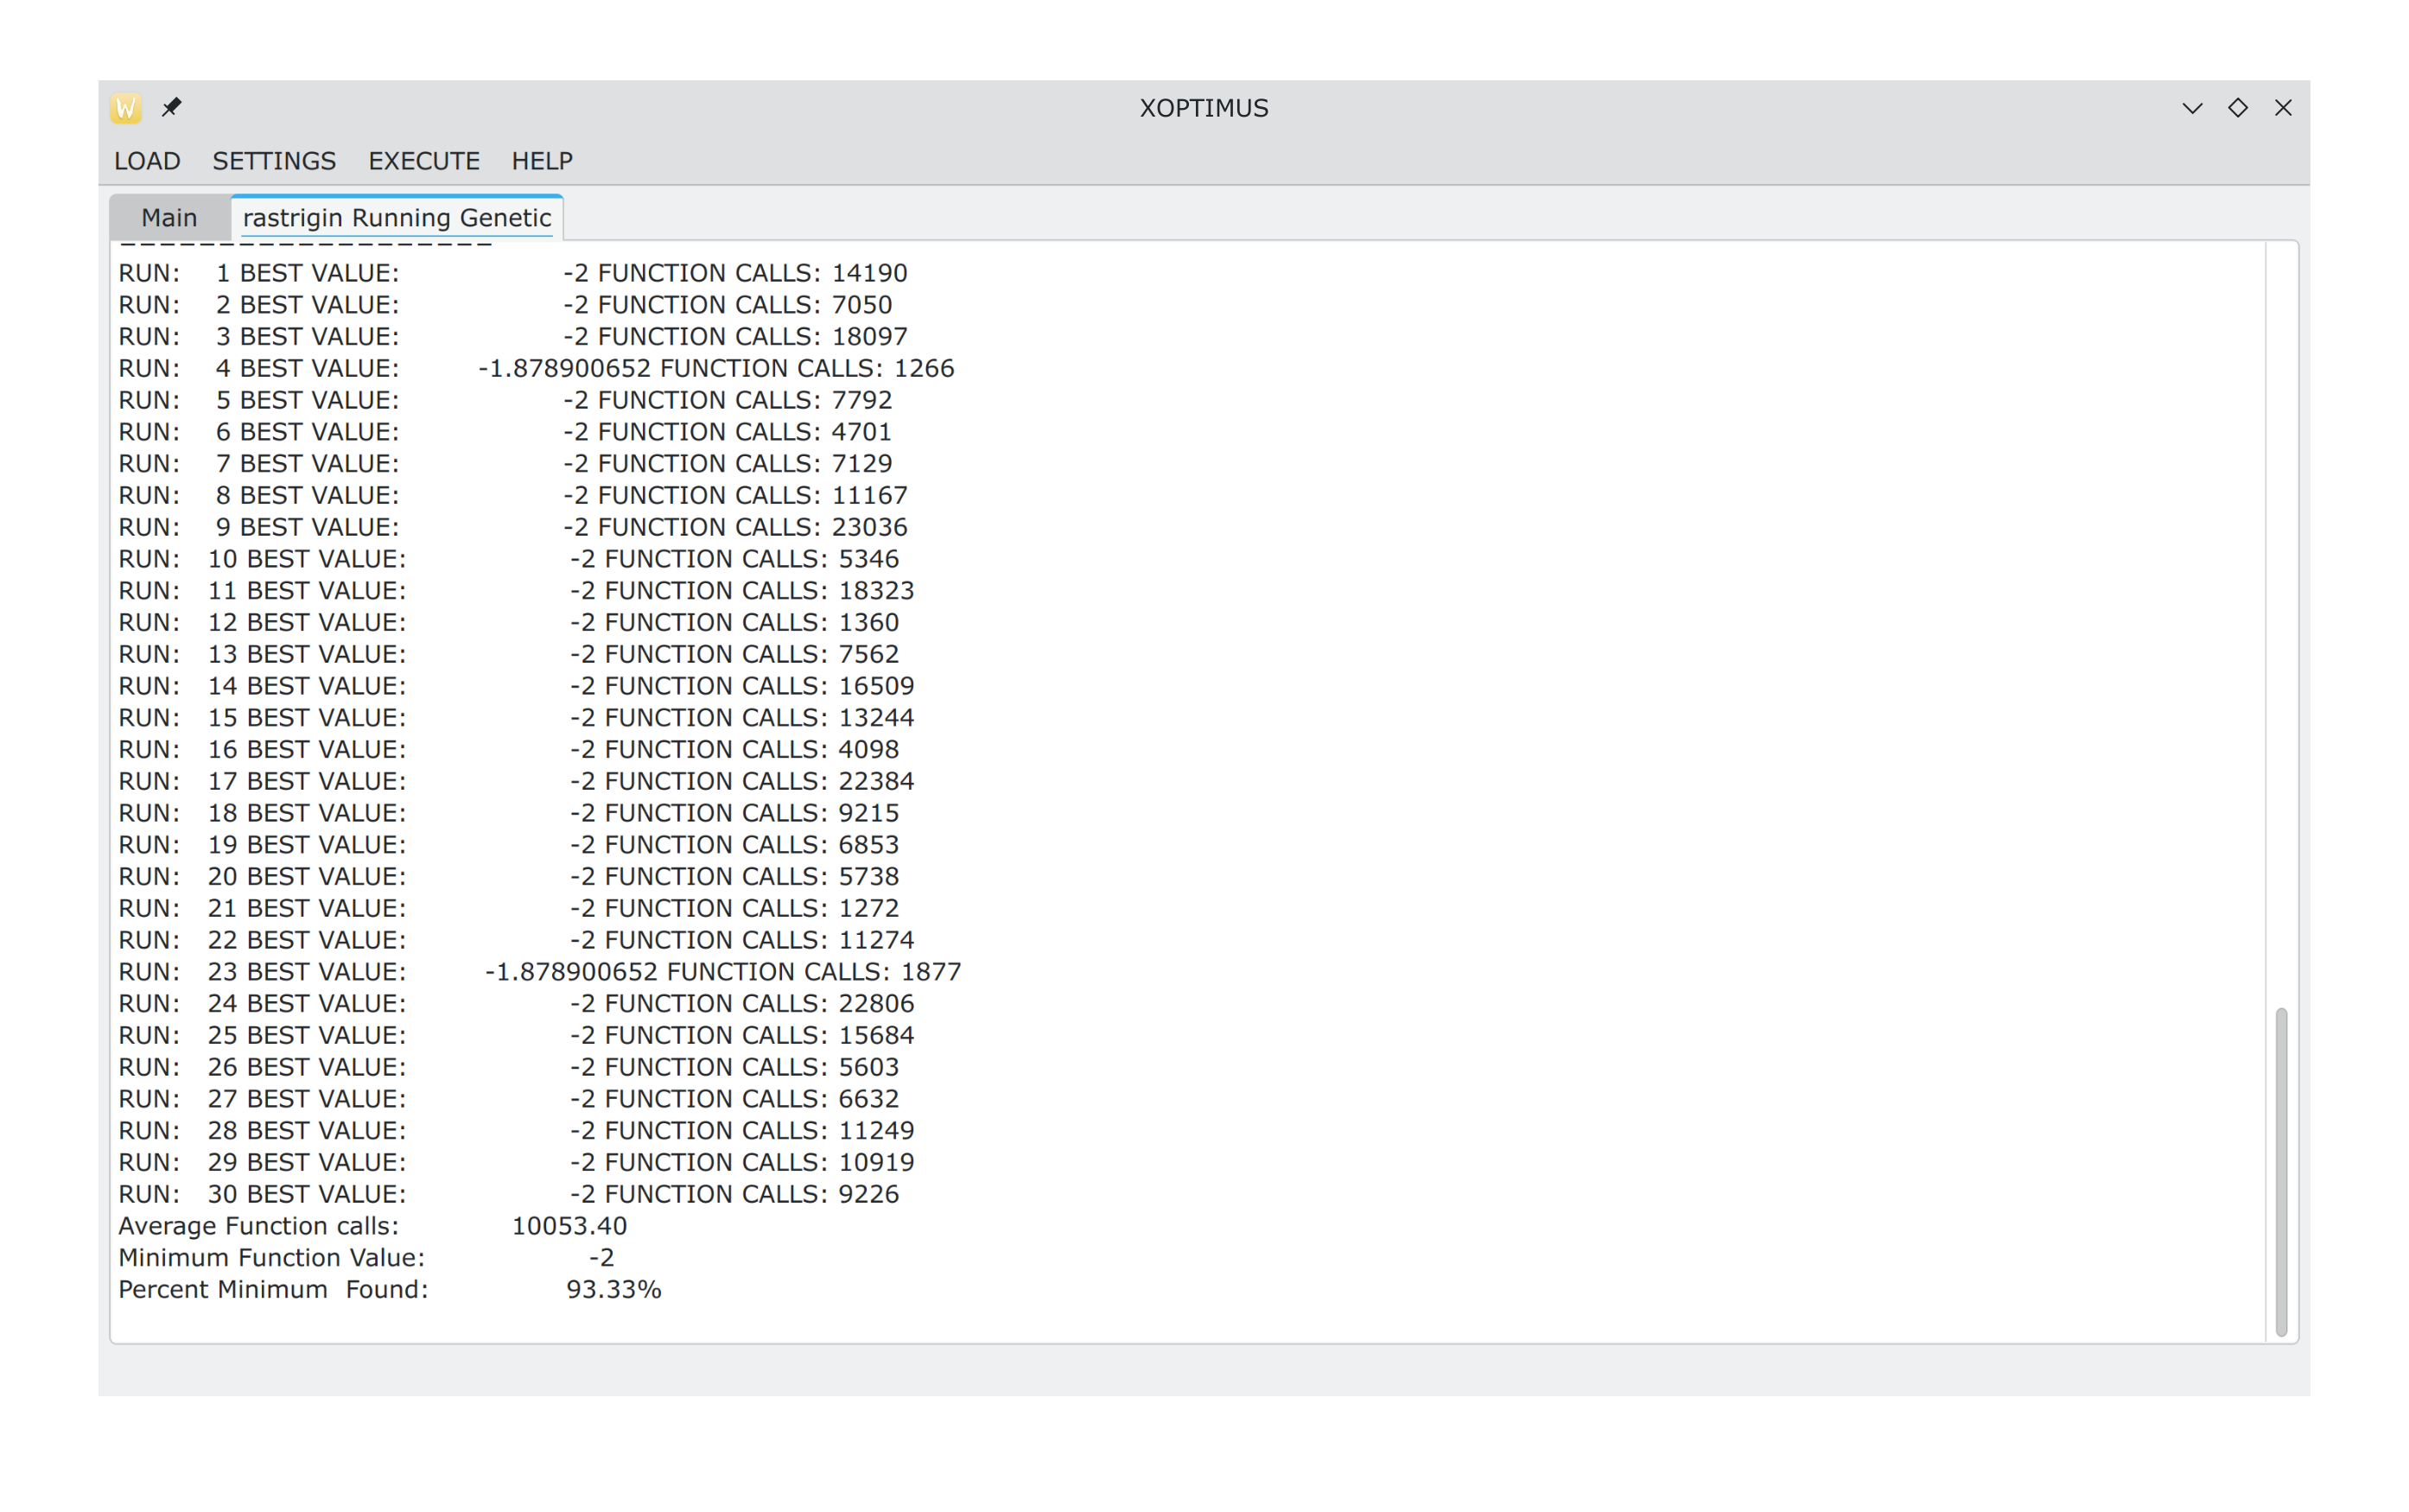 W
XOPTIMUS
LOAD SETTINGS EXECUTE HELP
Main rastrigin Running Genetic
-------------------
RUN: 1 BEST VALUE: -2 FUNCTION CALLS: 14190
RUN: 2 BEST VALUE: -2 FUNCTION CALLS: 7050
RUN: 3 BEST VALUE: -2 FUNCTION CALLS: 18097
RUN: 4 BEST VALUE: -1.878900652 FUNCTION CALLS: 1266
RUN: 5 BEST VALUE: -2 FUNCTION CALLS: 7792
RUN: 6 BEST VALUE: -2 FUNCTION CALLS: 4701
RUN: 7 BEST VALUE: -2 FUNCTION CALLS: 7129
RUN: 8 BEST VALUE: -2 FUNCTION CALLS: 11167
RUN: 9 BEST VALUE: -2 FUNCTION CALLS: 23036
RUN: 10 BEST VALUE: -2 FUNCTION CALLS: 5346
RUN: 11 BEST VALUE: -2 FUNCTION CALLS: 18323
RUN: 12 BEST VALUE: -2 FUNCTION CALLS: 1360
RUN: 13 BEST VALUE: -2 FUNCTION CALLS: 7562
RUN: 14 BEST VALUE: -2 FUNCTION CALLS: 16509
RUN: 15 BEST VALUE: -2 FUNCTION CALLS: 13244
RUN: 16 BEST VALUE: -2 FUNCTION CALLS: 4098
RUN: 17 BEST VALUE: -2 FUNCTION CALLS: 22384
RUN: 18 BEST VALUE: -2 FUNCTION CALLS: 9215
RUN: 19 BEST VALUE: -2 FUNCTION CALLS: 6853
RUN: 20 BEST VALUE: -2 FUNCTION CALLS: 5738
RUN: 21 BEST VALUE: -2 FUNCTION CALLS: 1272
RUN: 22 BEST VALUE: -2 FUNCTION CALLS: 11274
RUN: 23 BEST VALUE: -1.878900652 FUNCTION CALLS: 1877
RUN: 24 BEST VALUE: -2 FUNCTION CALLS: 22806
RUN: 25 BEST VALUE: -2 FUNCTION CALLS: 15684
RUN: 26 BEST VALUE: -2 FUNCTION CALLS: 5603
RUN: 27 BEST VALUE: -2 FUNCTION CALLS: 6632
RUN: 28 BEST VALUE: -2 FUNCTION CALLS: 11249
RUN: 29 BEST VALUE: -2 FUNCTION CALLS: 10919
RUN: 30 BEST VALUE: -2 FUNCTION CALLS: 9226
Average Function calls: 10053.40
Minimum Function Value: -2
Percent Minimum Found: 93.33%